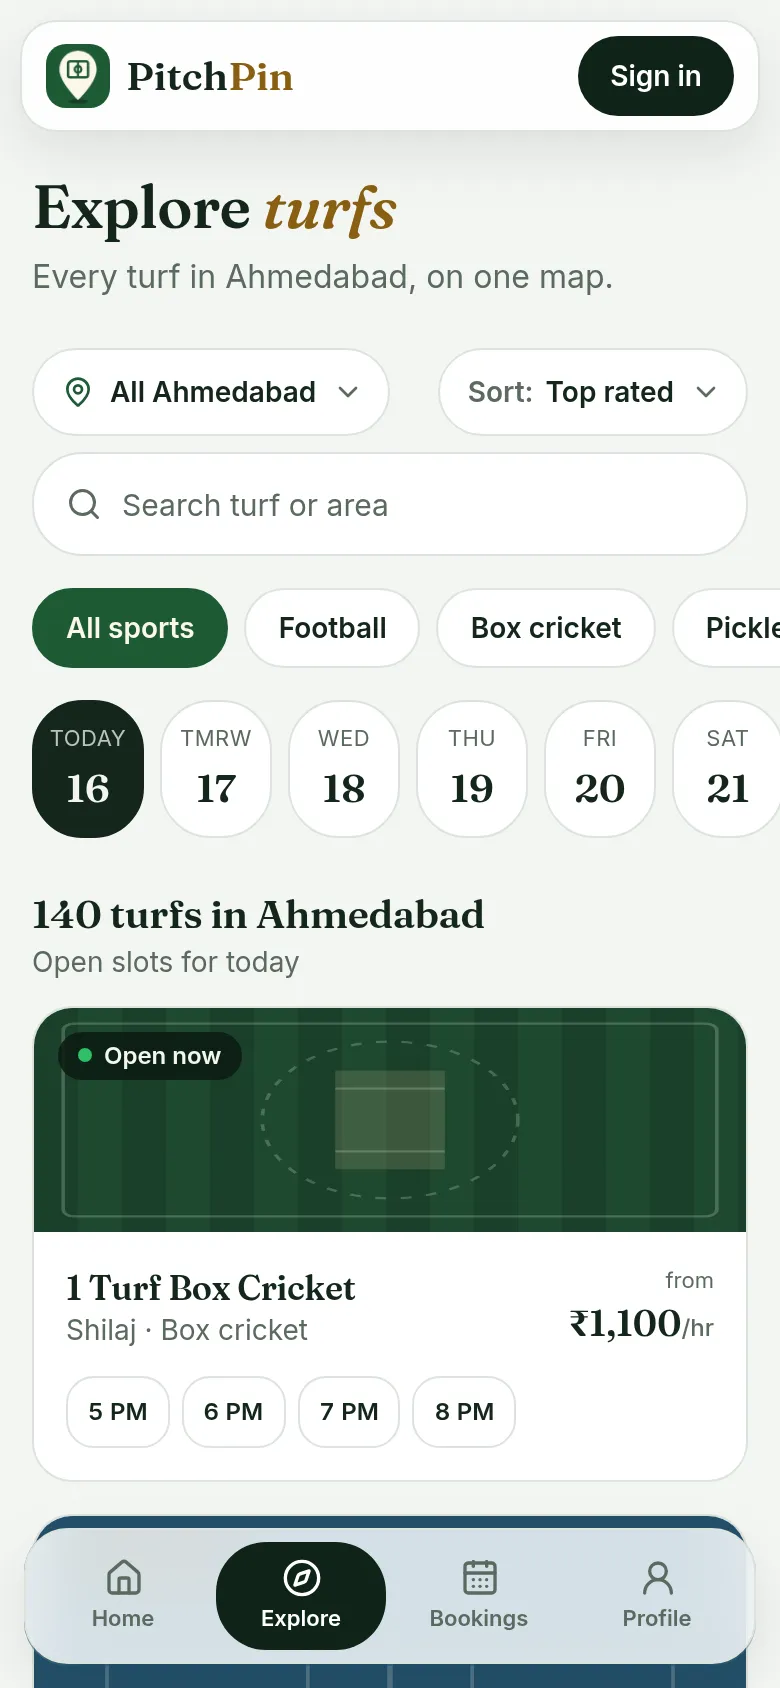 PitchPin
Sign in
Explore turfs
Every turf in Ahmedabad, on one map.
All Ahmedabad
Sort: Top rated
Search turf or area
All sports
Football
Box cricket
Pickle
TODAY
16
TMRW
17
WED
18
THU
19
FRI
20
SAT
21
140 turfs in Ahmedabad
Open slots for today
Open now
1 Turf Box Cricket
Shilaj · Box cricket
from
₹1,100/hr
5 PM
6 PM
7 PM
8 PM
Home
Explore
Bookings
Profile